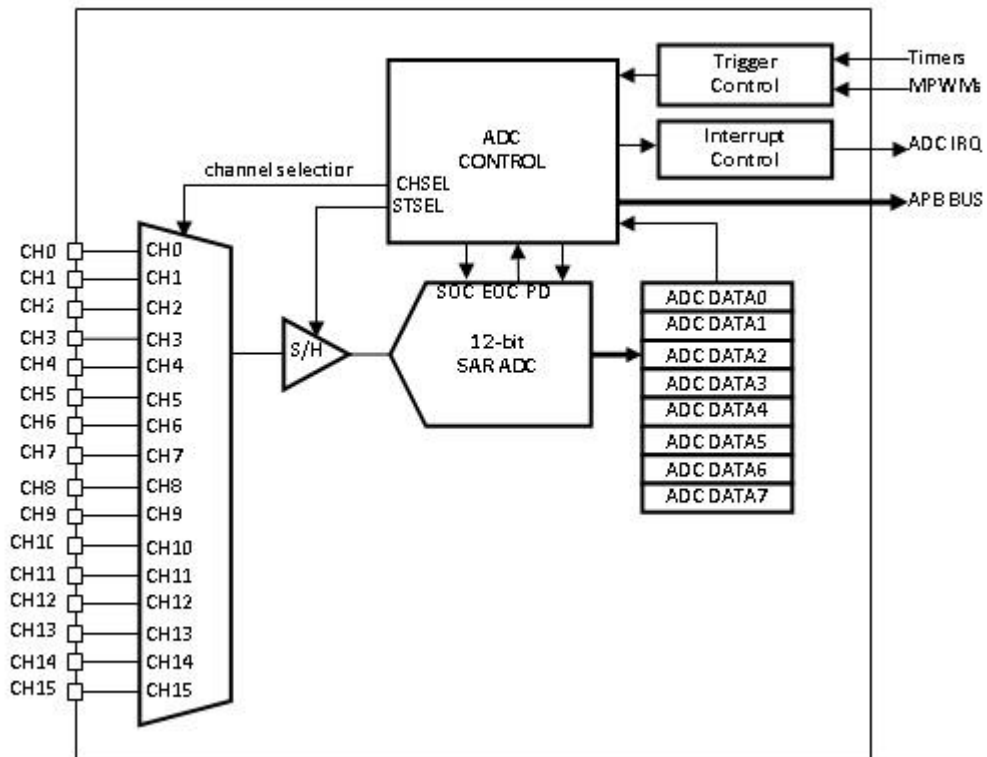 Timers
Trigger
Control
MPWMs
ADC
CONTROL
Interrupt
Control
ADC IRQ
channel selection
CHSEL
STSEL
APB BUS
CH0
CH1
CH2
CH3
CH4
CH5
CH6
CH7
CH8
CH9
CH10
CH11
CH12
CH13
CH14
CH15
CH0
CH1
CH2
CH3
CH4
CH5
CH6
CH7
CH8
CH9
CH10
CH11
CH12
CH13
CH14
CH15
S/H
SOC EOC PD
12-bit
SAR ADC
ADC DATA0
ADC DATA1
ADC DATA2
ADC DATA3
ADC DATA4
ADC DATA5
ADC DATA6
ADC DATA7